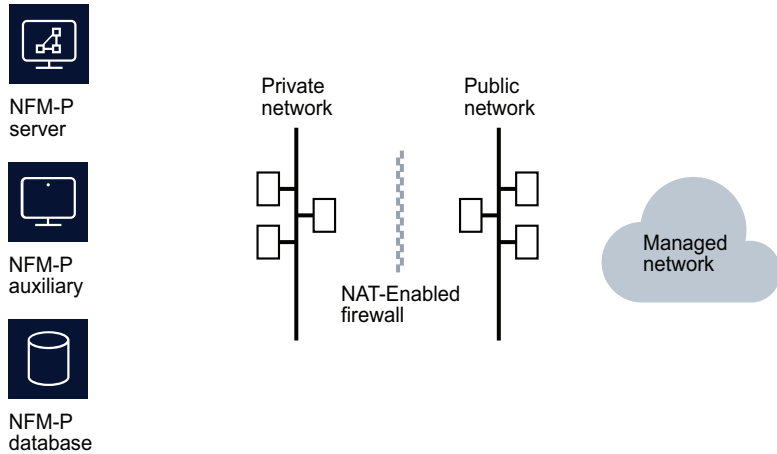 NFM-P
server
Private
network
Public
network
NFM-P
auxiliary
Managed
network
NAT-Enabled
firewall
NFM-P
database